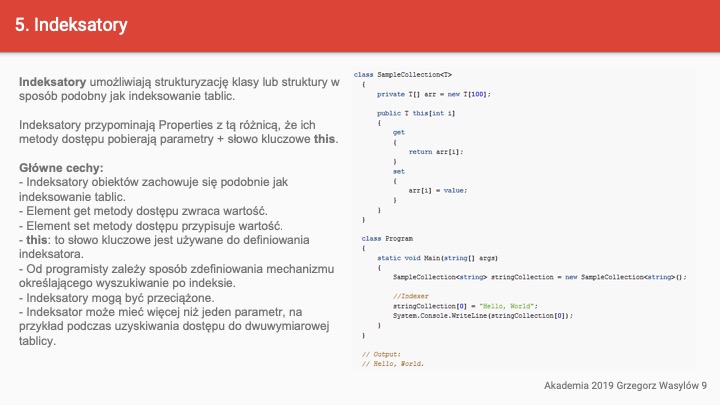 5. Indeksatory
Indeksatory umożliwiają strukturyzację klasy lub struktury w
sposób podobny jak indeksowanie tablic.
Indeksatory przypominają Properties z tą różnicą, że ich
metody dostępu pobierają parametry + słowo kluczowe this.
Główne cechy:
- Indeksatory obiektów zachowuje się podobnie jak
indeksowanie tablic.
- Element get metody dostępu zwraca wartość.
- Element set metody dostępu przypisuje wartość.
- this: to słowo kluczowe jest używane do definiowania
indeksatora.
- Od programisty zależy sposób zdefiniowania mechanizmu
określającego wyszukiwanie po indeksie.
- Indeksatory mogą być przeciążone.
- Indeksator może mieć więcej niż jeden parametr, na
przykład podczas uzyskiwania dostępu do dwuwymiarowej
tablicy.
class SampleCollection<T>
{
private T[] arr = new T[100];
public T this[int i]
{
get
{
return arr[i];
}
set
{
arr[i] = value;
}
}
}
class Program
{
static void Main(string[] args)
{
SampleCollection<string> stringCollection = new SampleCollection<string>();
//Indexer
stringCollection[0] = "Hello, World";
System.Console.WriteLine(stringCollection[0]);
}
}
// Output:
// Hello, World.
Akademia 2019 Grzegorz Wasylów 9